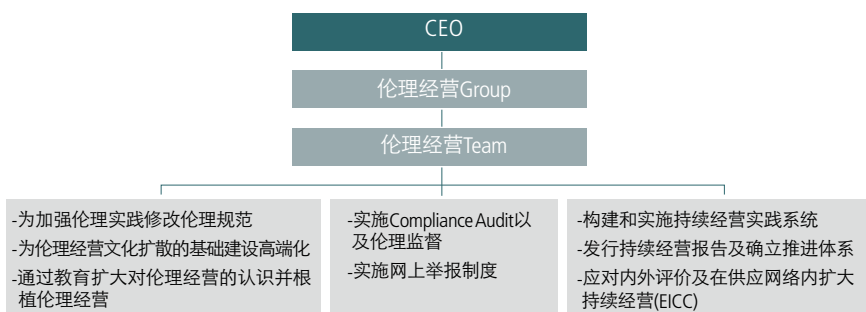 CEO
伦理经营Group
伦理经营Team
-为加强伦理实践修改伦理规范
-为伦理经营文化扩散的基础建设高端化
-通过教育扩大对伦理经营的认识并根
植伦理经营
-实施Compliance Audit以
及伦理监督
-实施网上举报制度
-构建和实施持续经营实践系统
-发行持续经营报告及确立推进体系
-应对内外评价及在供应网络内扩大
持续经营(EICC)